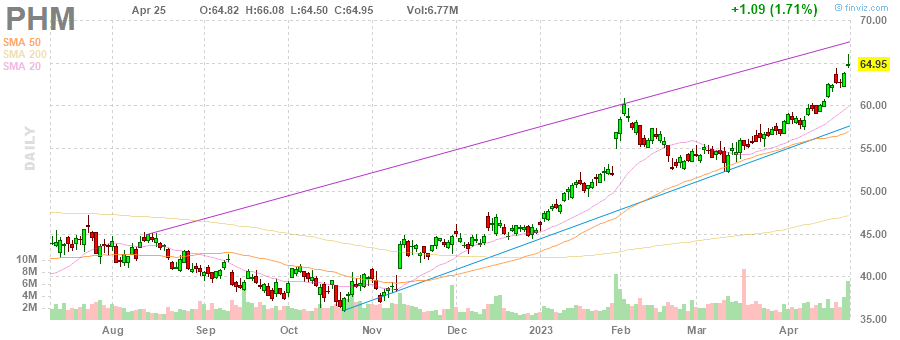 PHM
Apr 25 O:64.82 H:66.08 L:64.50 C:64.95 Vol:6.77M
+1.09 (1.71%)
© finviz.com
SMA 50
SMA 200
SMA 20
DAILY
70.00
64.95
60.00
55.00
50.00
45.00
40.00
35.00
10M
8M
6M
4M
2M
Aug Sep Oct Nov Dec 2023 Feb Mar Apr